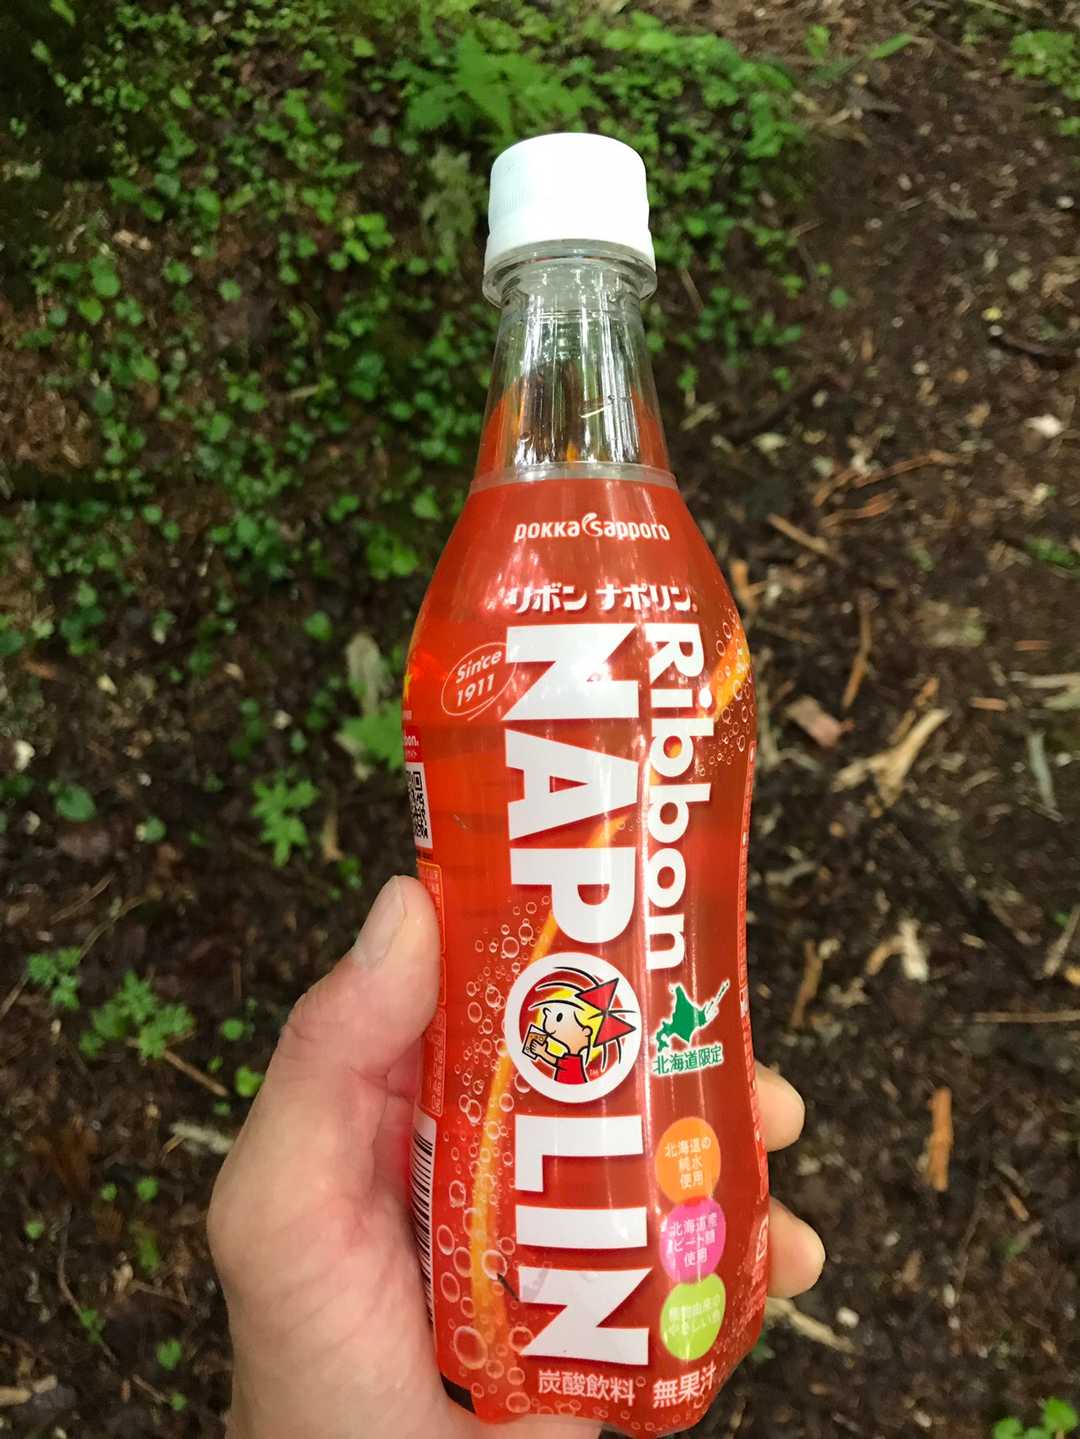 pokka sapporo
リボン ナポリン®
Since
1911
Ribbon
NAPOLIN
北海道限定
北海道の
純水
使用
北海道産
ビート糖
使用
炭酸飲料 無果汁